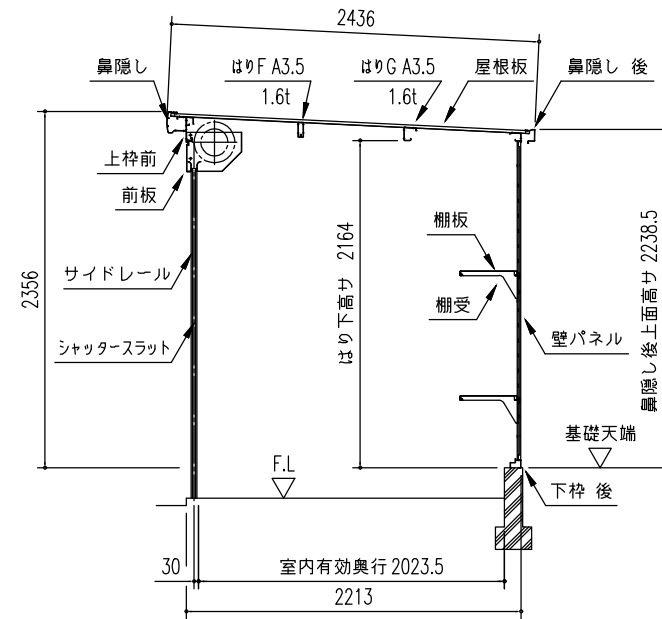 2436
鼻隠し
はりF A3.5
1.6t
はりG A3.5
1.6t
屋根板
鼻隠し 後
上枠前
前板
サイドレール
シャッタースラット
2356
はり下高サ 2164
棚板
棚受
壁パネル
鼻隠し後上面高サ 2238.5
基礎天端
F.L
下枠 後
30
室内有効奥行 2023.5
2213